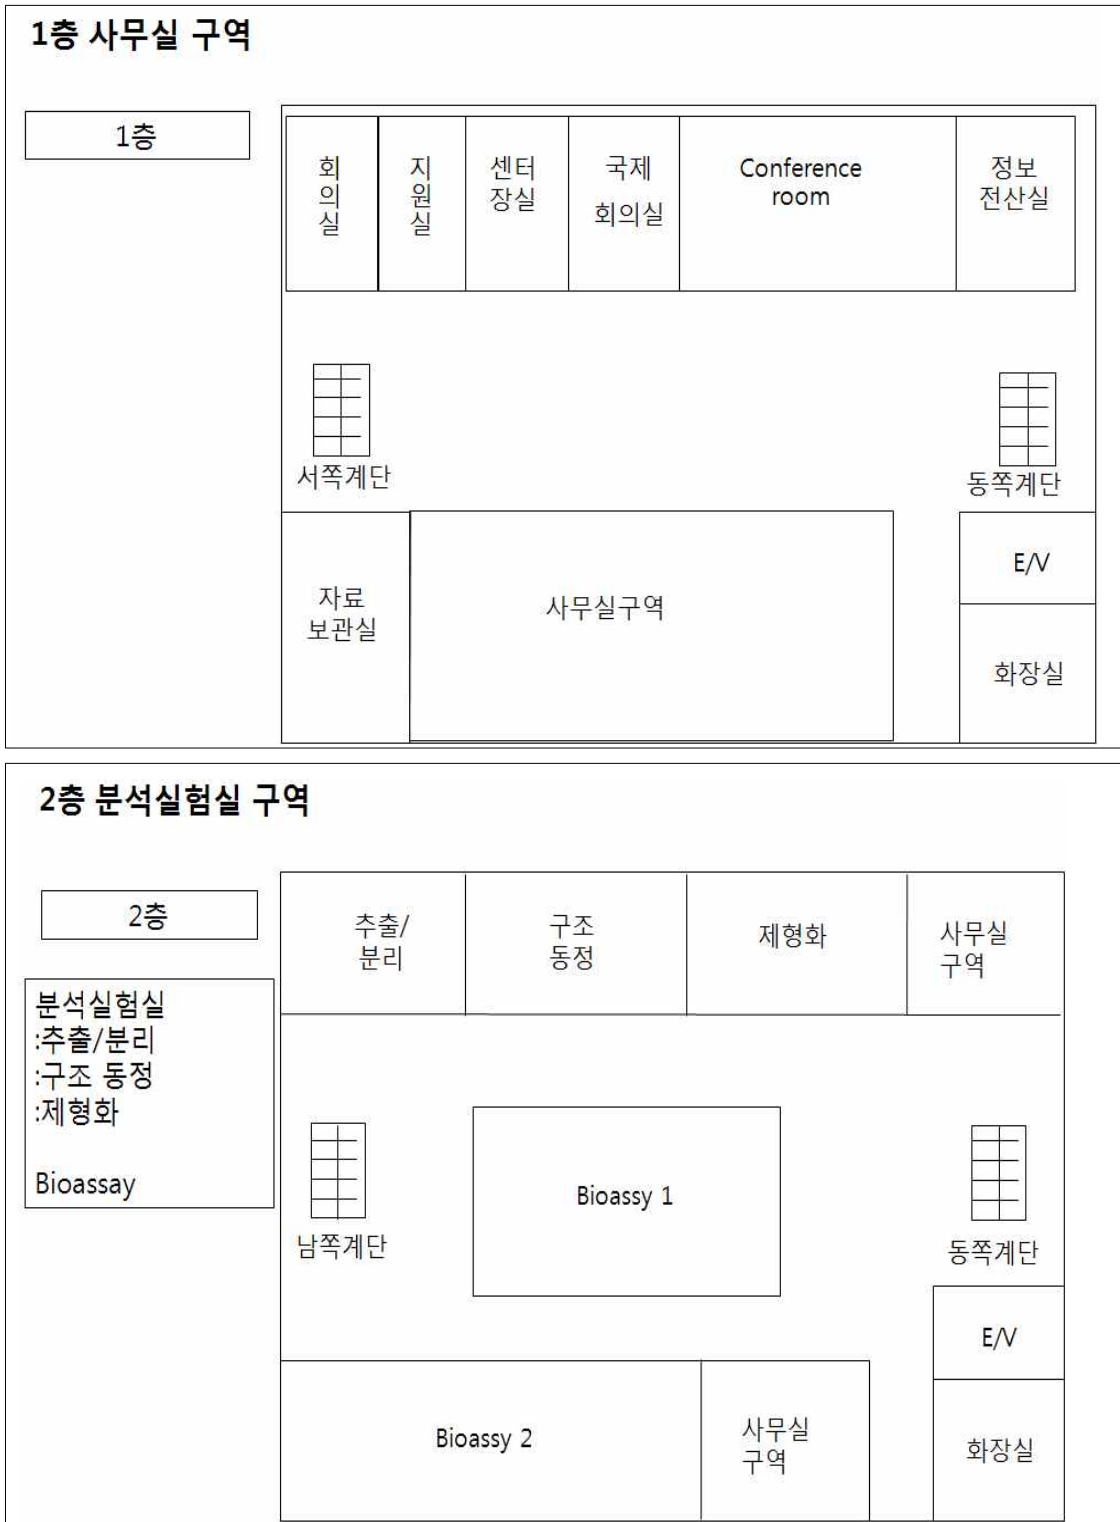 1층 사무실 구역
1층
회
의
실
지
원
실
센터
장실
국제
회의실
Conference
room
정보
전산실
서쪽계단
동쪽계단
자료
보관실
사무실구역
E/V
화장실
2층 분석실험실 구역
2층
분석실험실
:추출/분리
:구조 동정
:제형화
Bioassay
추출/
분리
구조
동정
제형화
사무실
구역
남쪽계단
Bioassy 1
동쪽계단
E/V
Bioassy 2
사무실
구역
화장실